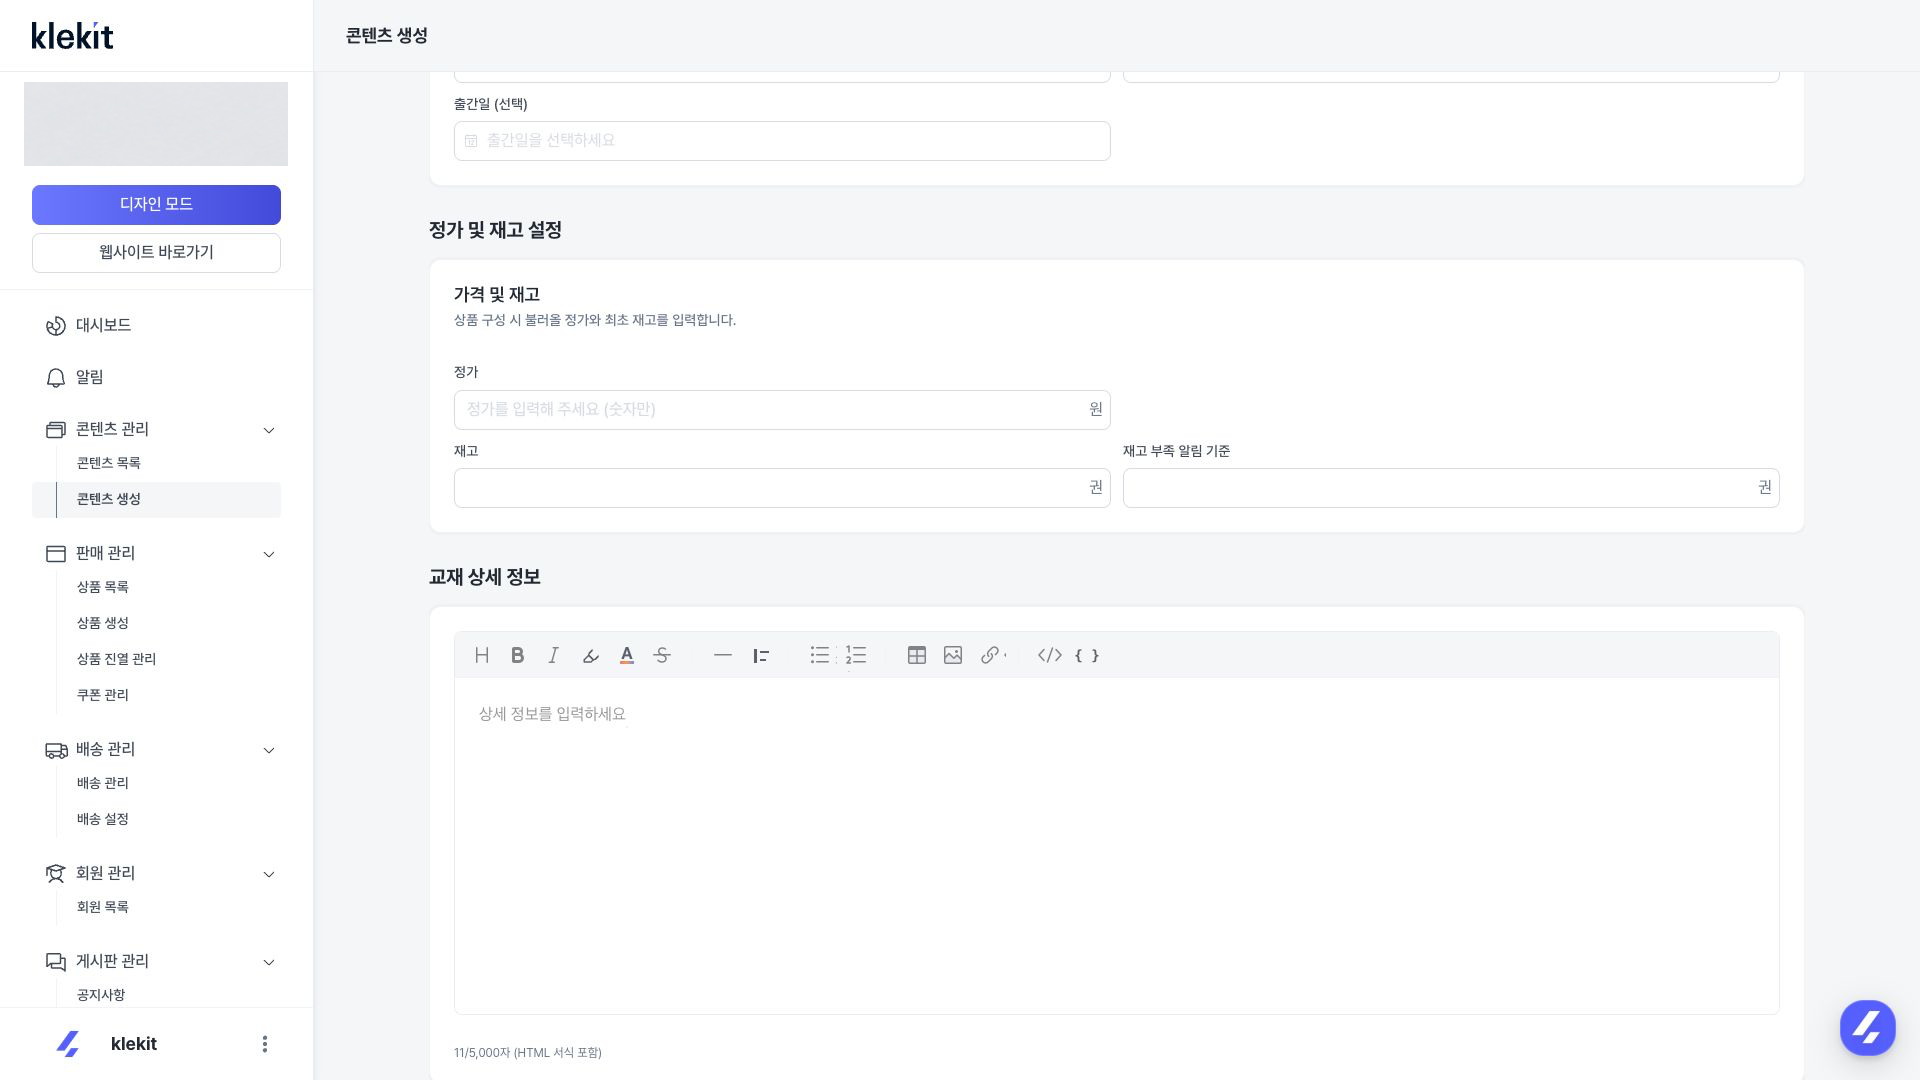 klekit
콘텐츠 생성
디자인 모드
웹사이트 바로가기
대시보드
알림
콘텐츠 관리
콘텐츠 목록
콘텐츠 생성
판매 관리
상품 목록
상품 생성
상품 진열 관리
쿠폰 관리
배송 관리
배송 관리
배송 설정
회원 관리
회원 목록
게시판 관리
공지사항
klekit
출간일 (선택)
출간일을 선택하세요
정가 및 재고 설정
가격 및 재고
상품 구성 시 불러올 정가와 최초 재고를 입력합니다.
정가
정가를 입력해 주세요 (숫자만) 원
재고 재고 부족 알림 기준
권 권
교재 상세 정보
상세 정보를 입력하세요
11/5,000자 (HTML 서식 포함)